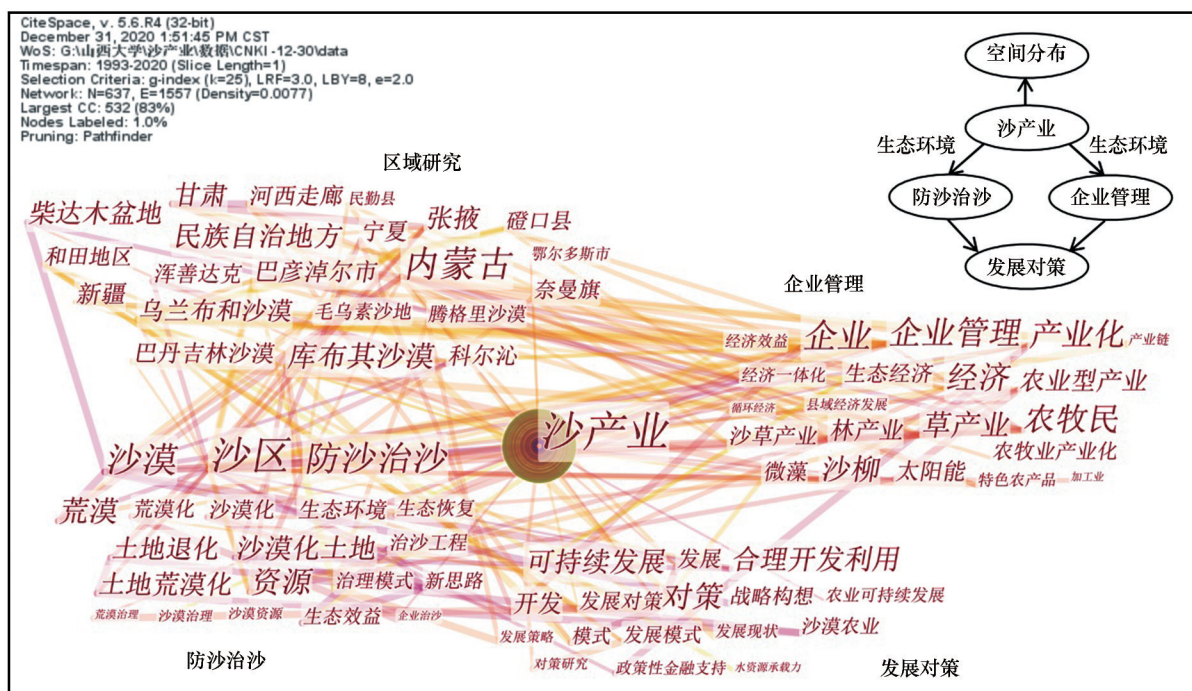 CiteSpace, v. 5.6.R4 (32-bit)
December 31, 2020 1:51:45 PM CST
WoS: G:\山西大学\沙产业\数据\CNKI -12-30\data
Timespan: 1993-2020 (Slice Length=1)
Selection Criteria: g-index (k=25), LRF=3.0, LBY=8, e=2.0
Network: N=637, E=1557 (Density=0.0077)
Largest CC: 532 (83%)
Nodes Labeled: 1.0%
Pruning: Pathfinder
空间分布
沙产业
生态环境 生态环境
防沙治沙 企业管理
发展对策
区域研究
甘肃 河西走廊 民勤县
柴达木盆地 张掖 磴口县
民族自治地方 宁夏
和田地区 内蒙古 鄂尔多斯市
浑善达克 巴彦淖尔市
新疆 奈曼旗
乌兰布和沙漠 毛乌素沙地 腾格里沙漠
巴丹吉林沙漠 库布其沙漠 科尔沁
企业管理
经济效益 企业 企业管理 产业化 产业链
经济一体化 生态经济 经济 农业型产业
循环经济 县域经济发展
沙草产业 林产业 草产业 农牧民
农牧业产业化
微藻 沙柳 太阳能 特色农产品 加工业
沙产业
沙漠 沙区 防沙治沙
荒漠 荒漠化 沙漠化 生态环境 生态恢复
土地退化 沙漠化土地 治沙工程
土地荒漠化 资源 治理模式 新思路
荒漠治理 沙漠治理 沙漠资源 生态效益 企业治沙
防沙治沙
可持续发展 发展 合理开发利用
开发 发展对策 对策 战略构想 农业可持续发展
发展策略 模式 发展模式 发展现状 沙漠农业
对策研究 政策性金融支持 水资源承载力
发展对策